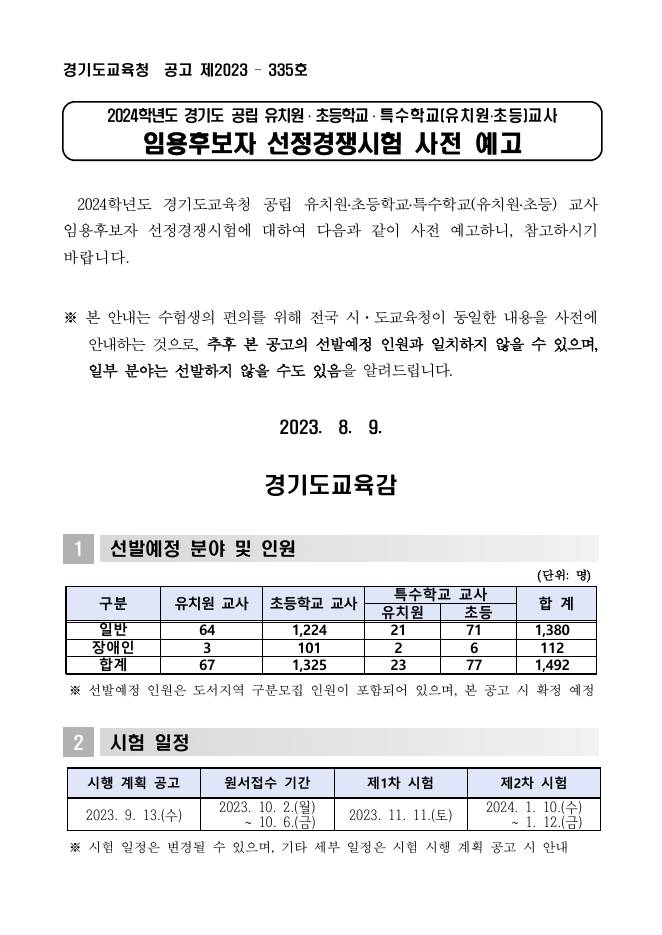 경기도교육청 공고 제2023 - 335호
2024학년도 경기도 공립 유치원·초등학교·특수학교(유치원·초등)교사
임용후보자 선정경쟁시험 사전 예고
2024학년도 경기도교육청 공립 유치원·초등학교·특수학교(유치원·초등) 교사
임용후보자 선정경쟁시험에 대하여 다음과 같이 사전 예고하니, 참고하시기
바랍니다.
※ 본 안내는 수험생의 편의를 위해 전국 시·도교육청이 동일한 내용을 사전에
안내하는 것으로, 추후 본 공고의 선발예정 인원과 일치하지 않을 수 있으며,
일부 분야는 선발하지 않을 수도 있음을 알려드립니다.
2023. 8. 9.
경기도교육감
1 선발예정 분야 및 인원
(단위: 명)
구분 유치원 교사 초등학교 교사 특수학교 교사 합 계
유치원 초등
일반 64 1,224 21 71 1,380
장애인 3 101 2 6 112
합계 67 1,325 23 77 1,492
※ 선발예정 인원은 도서지역 구분모집 인원이 포함되어 있으며, 본 공고 시 확정 예정
2 시험 일정
시행 계획 공고 원서접수 기간 제1차 시험 제2차 시험
2023. 9. 13.(수) 2023. 10. 2.(월) 2023. 11. 11.(토) 2024. 1. 10.(수)
~ 10. 6.(금) ~ 1. 12.(금)
※ 시험 일정은 변경될 수 있으며, 기타 세부 일정은 시험 시행 계획 공고 시 안내